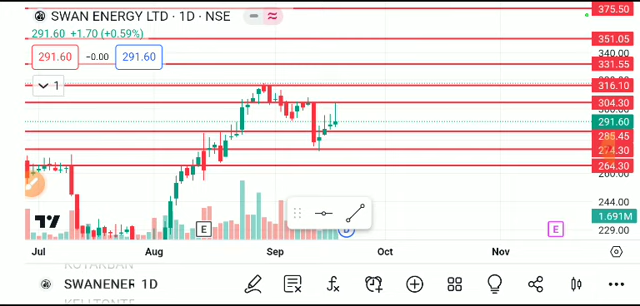 SWAN ENERGY LTD · 1D · NSE
291.60 +1.70 (+0.59%)
291.60 −0.00 291.60
1
375.50
351.05
340.00
331.55
316.10
304.30
291.60
285.45
274.30
264.30
244.00
1.691M
229.00
E
E
Jul Aug Sep Oct Nov
SWANENER 1D